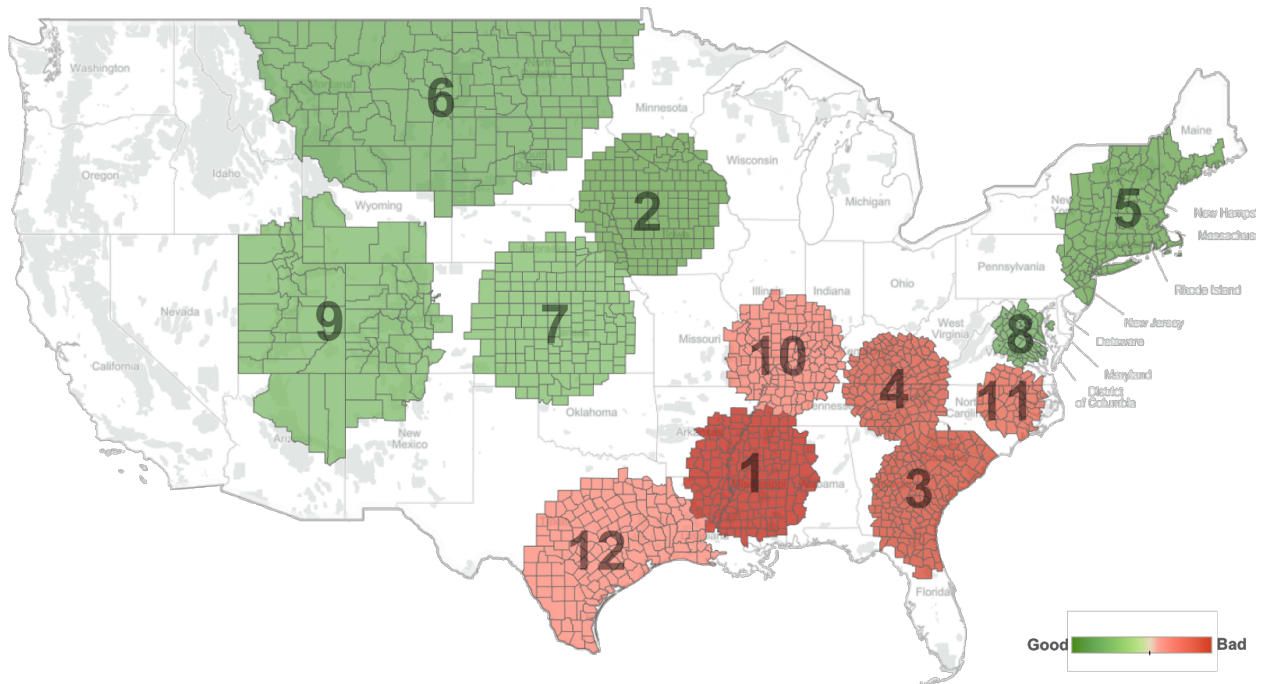 Washington
Montana
6
Minnesota
Maine
Oregon
Idaho
Wisconsin
Wyoming
2
Michigan
5
New Hamps
Massachus
Pennsylvania
Rhode Island
Nevada
9
7
Illinois
Indiana
Ohio
West
Virginia
8
New Jersey
Delaware
California
Missouri
10
4
Maryland
District
of Columbia
11
Oklahoma
New
Mexico
1
3
12
Florida
Good
Bad